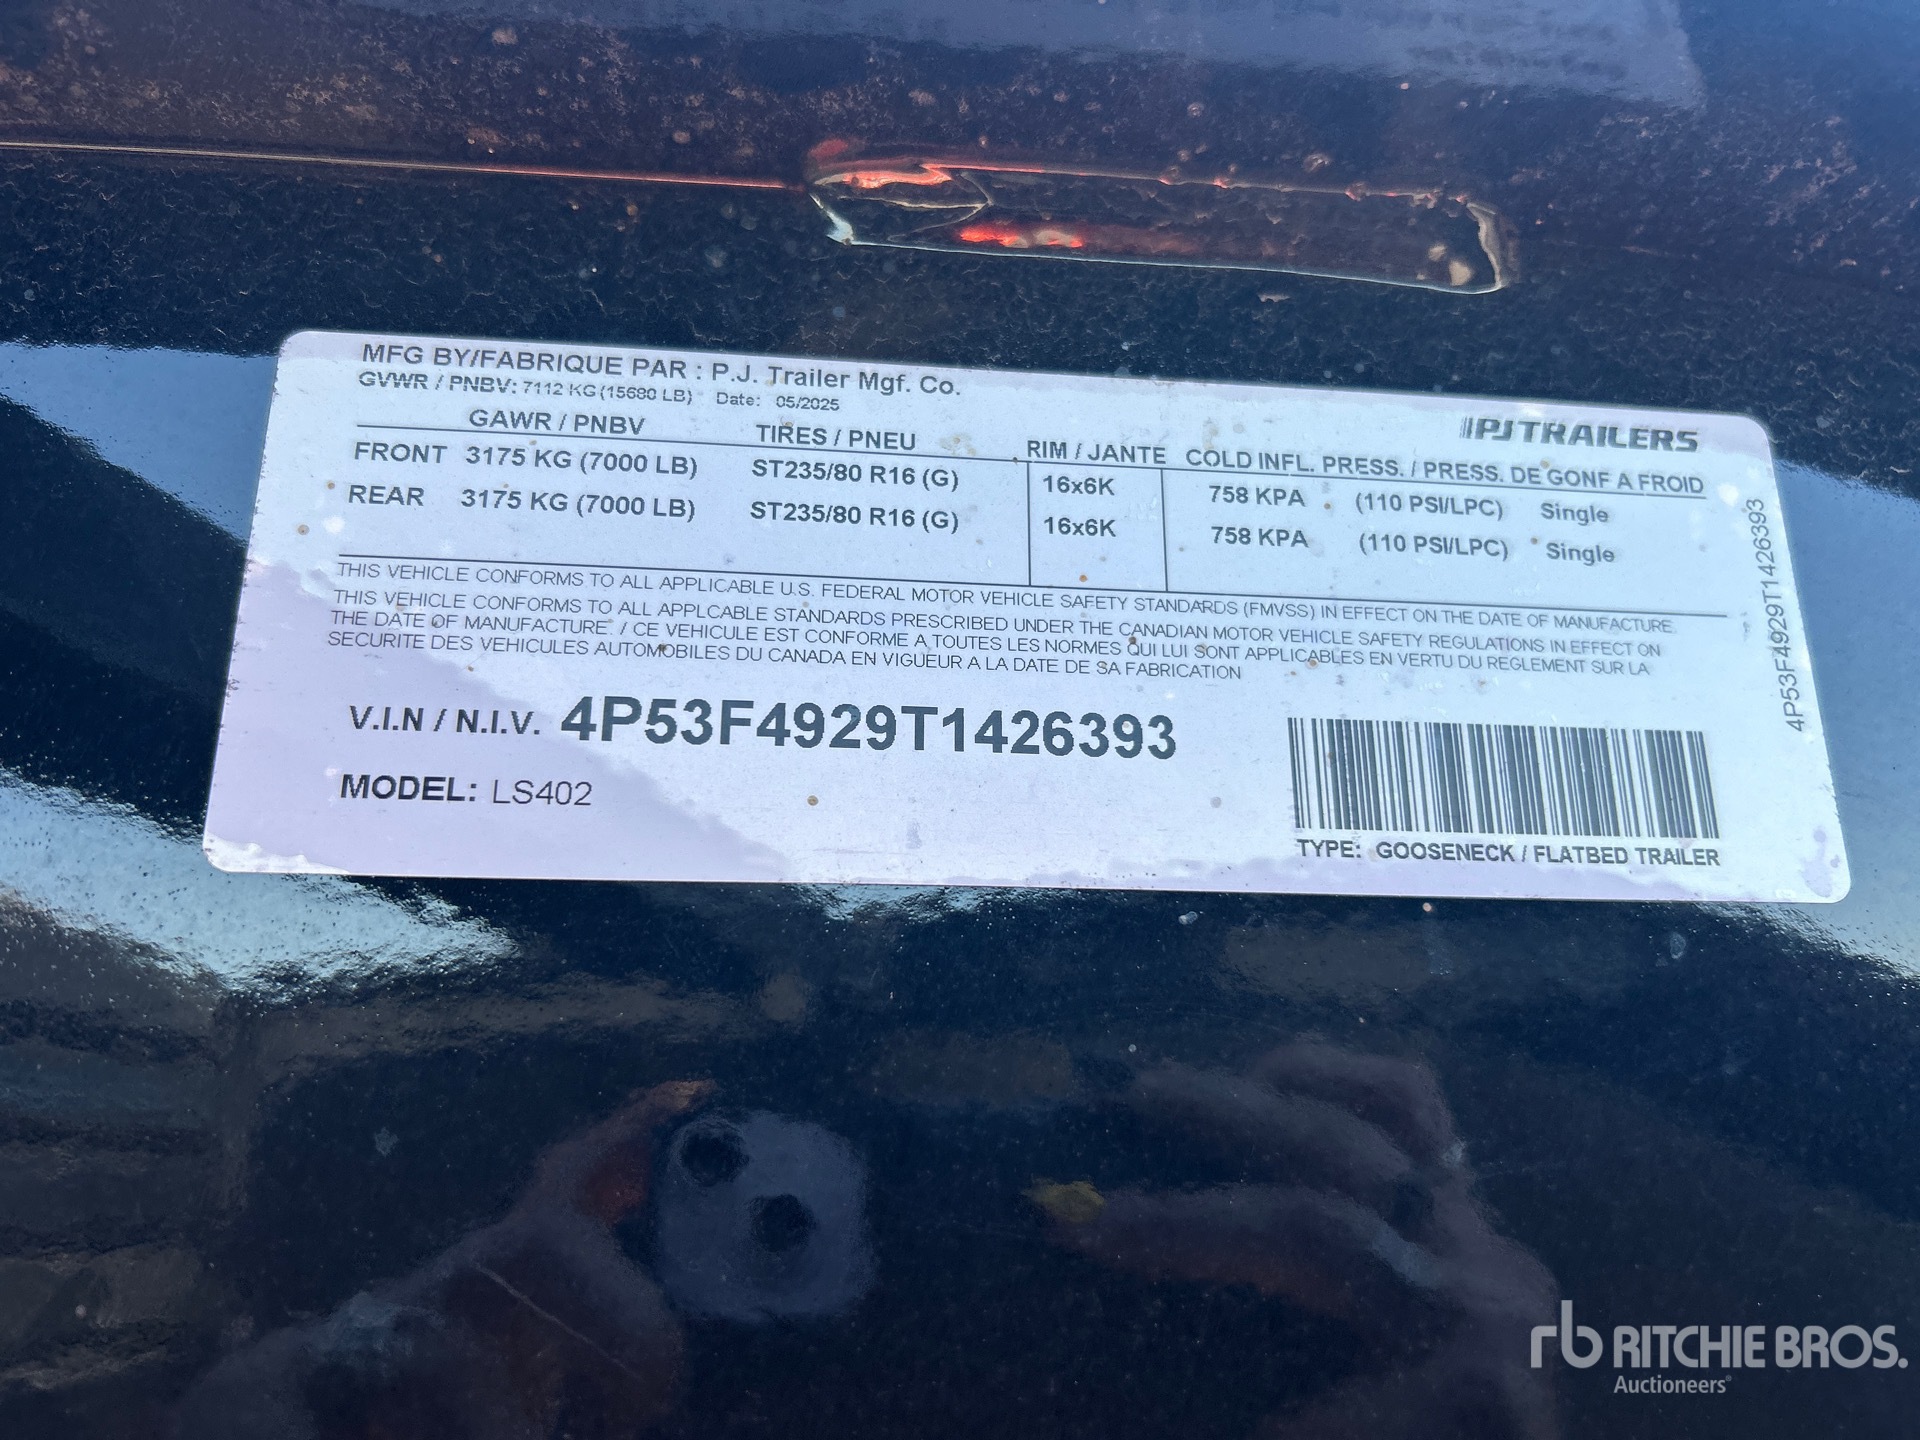 MFG BY/FABRIQUE PAR : P.J. Trailer Mgf. Co.
GVWR / PNBV: 7112 KG (15680 LB) Date: 05/2025
PJTRAILERS
GAWR / PNBV TIRES / PNEU RIM / JANTE COLD INFL. PRESS. / PRESS. DE GONF A FROID
FRONT 3175 KG (7000 LB) ST235/80 R16 (G) 16x6K 758 KPA (110 PSI/LPC) Single
REAR 3175 KG (7000 LB) ST235/80 R16 (G) 16x6K 758 KPA (110 PSI/LPC) Single
THIS VEHICLE CONFORMS TO ALL APPLICABLE U.S. FEDERAL MOTOR VEHICLE SAFETY STANDARDS (FMVSS) IN EFFECT ON THE DATE OF MANUFACTURE.
THIS VEHICLE CONFORMS TO ALL APPLCABLE STANDARDS PRESCRIBED UNDER THE CANADIAN MOTOR VEHICLE SAFETY REGULATIONS IN EFFECT ON
THE DATE OF MANUFACTURE. / CE VEHICULE EST CONFORME A TOUTES LES NORMES QUI LUI SONT APPLICABLES EN VERTU DU REGLEMENT SUR LA
SECURITE DES VEHICULES AUTOMOBILES DU CANADA EN VIGUEUR A LA DATE DE SA FABRICATION
V.I.N / N.I.V. 4P53F4929T1426393
MODEL: LS402
TYPE: GOOSENECK / FLATBED TRAILER
4P53F4929T1426393
rb RITCHIE BROS.
Auctioneers